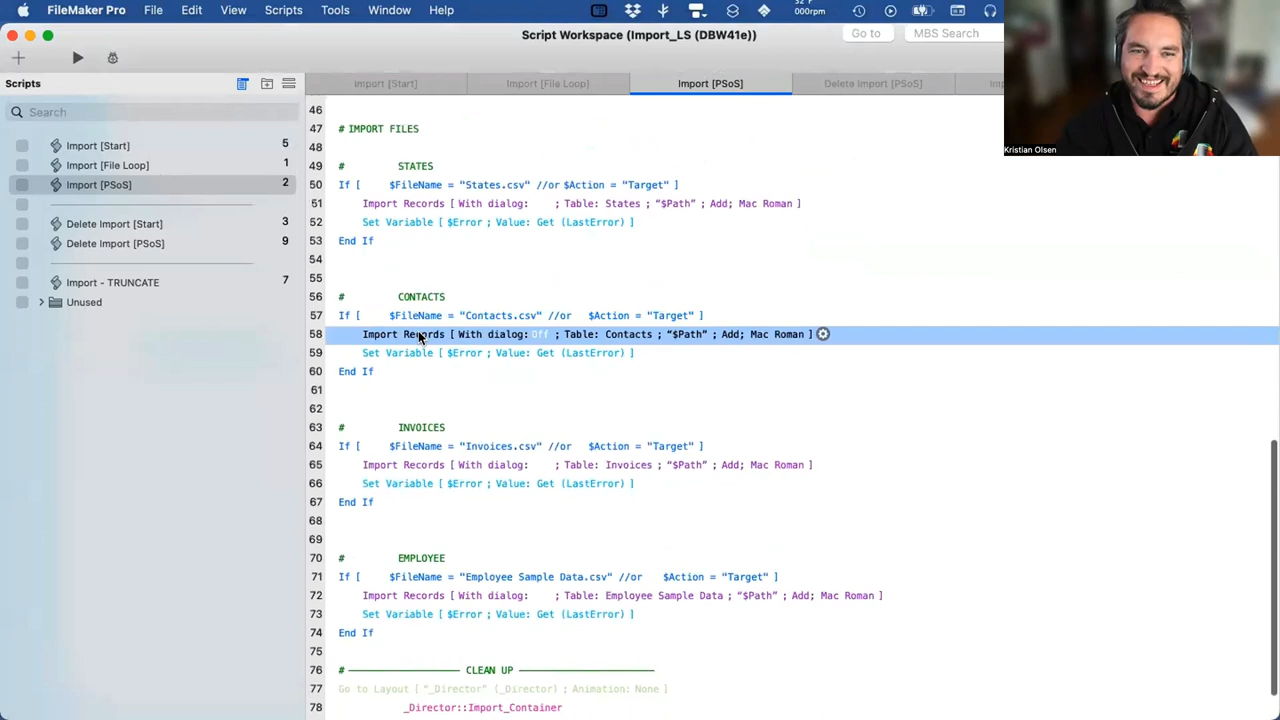 FileMaker Pro File Edit View Scripts Tools Window Help
000rpm
Script Workspace (Import_LS (DBW41e))
Go to
MBS Search
Scripts
Import [Start]
Import [File Loop]
Import [PSoS]
Delete Import [PSoS]
Search
Import [Start] 5
Import [File Loop] 1
Import [PSoS] 2
Delete Import [Start] 3
Delete Import [PSoS] 9
Import - TRUNCATE 7
Unused
Kristian Olsen
46
47 # IMPORT FILES
48
49 # STATES
50 If [ $FileName = "States.csv" //or $Action = "Target" ]
51 Import Records [ With dialog: ; Table: States ; “$Path” ; Add; Mac Roman ]
52 Set Variable [ $Error ; Value: Get (LastError) ]
53 End If
54
55
56 # CONTACTS
57 If [ $FileName = "Contacts.csv" //or $Action = "Target" ]
58 Import Records [ With dialog: Off ; Table: Contacts ; “$Path” ; Add; Mac Roman ]
59 Set Variable [ $Error ; Value: Get (LastError) ]
60 End If
61
62
63 # INVOICES
64 If [ $FileName = "Invoices.csv" //or $Action = "Target" ]
65 Import Records [ With dialog: ; Table: Invoices ; “$Path” ; Add; Mac Roman ]
66 Set Variable [ $Error ; Value: Get (LastError) ]
67 End If
68
69
70 # EMPLOYEE
71 If [ $FileName = "Employee Sample Data.csv" //or $Action = "Target" ]
72 Import Records [ With dialog: ; Table: Employee Sample Data ; “$Path” ; Add; Mac Roman ]
73 Set Variable [ $Error ; Value: Get (LastError) ]
74 End If
75
76 # CLEAN UP
77 Go to Layout [ "_Director" (_Director) ; Animation: None ]
78 _Director::Import_Container